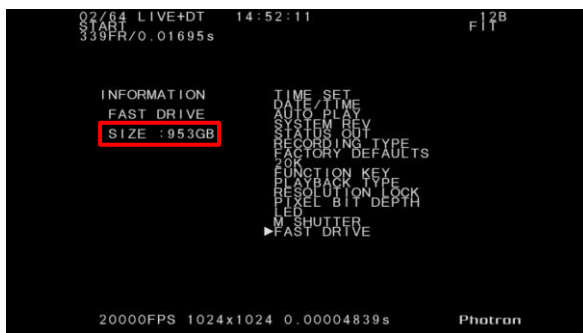 02/64 LIVE+DT 14:52:11 12B
START FIT
339FR/0.01695s
INFORMATION
FAST DRIVE
SIZE :953GB
TIME SET
DATE/TIME
AUTO PLAY
SYSTEM REV
STATUS OUT
RECORDING TYPE
FACTORY DEFAULTS
20K
FUNCTION KEY
PLAYBACK TYPE
RESOLUTION LOCK
PIXEL BIT DEPTH
LED
M SHUTTER
▶FAST DRIVE
20000FPS 1024x1024 0.00004839s Photron